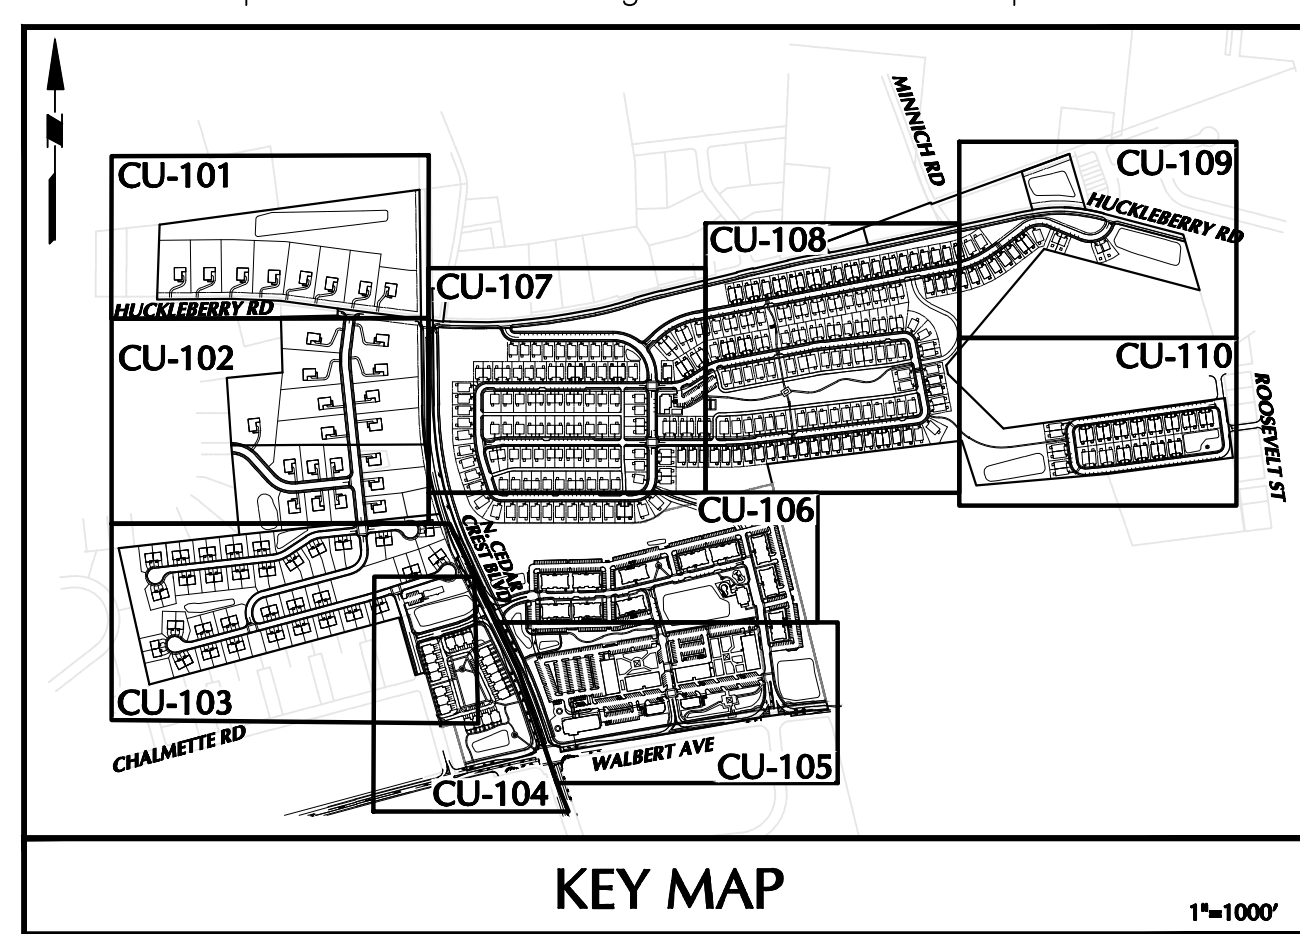 MINNICH RD
CU-101
CU-109
HUCKLEBERRY RD
CU-108
CU-107
HUCKLEBERRY RD
CU-102
CU-110
ROOSEVELT ST
CU-106
N. CEDAR
CREST BLVD
CU-103
CHALMETTE RD
WALBERT AVE
CU-105
CU-104
KEY MAP
1"=1000'